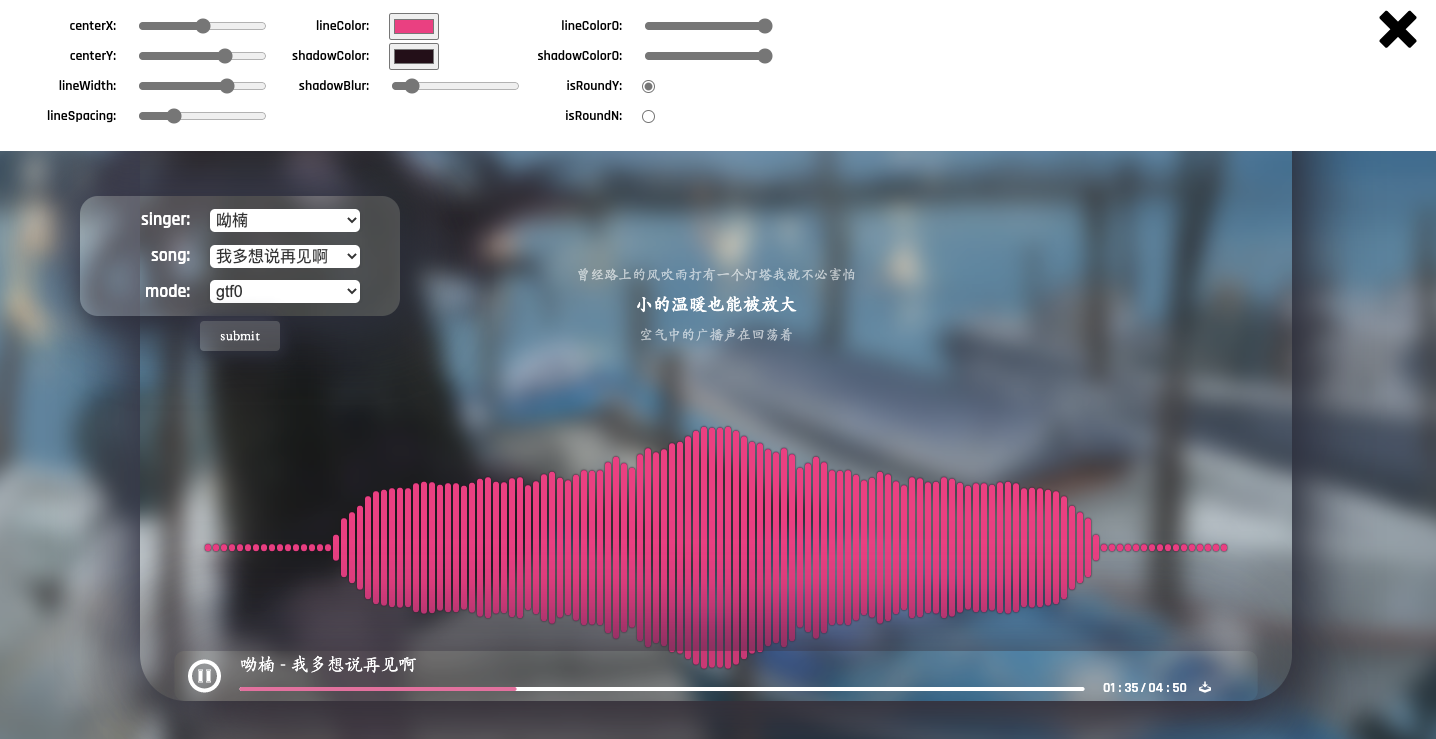 centerX: lineColor: lineColorO:
centerY: shadowColor: shadowColorO:
lineWidth: shadowBlur: isRoundY:
lineSpacing: isRoundN:
singer: 呦楠
song: 我多想说再见啊
mode: gtf0
submit
曾经路上的风吹雨打有一个灯塔我就不必害怕
小的温暖也能被放大
空气中的广播声在回荡着
呦楠 - 我多想说再见啊
01 : 35 / 04 : 50